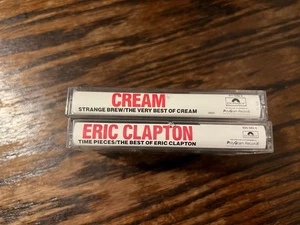 CREAM
STRANGE BREW/THE VERY BEST OF CREAM
ERIC CLAPTON
TIME PIECES/THE BEST OF ERIC CLAPTON